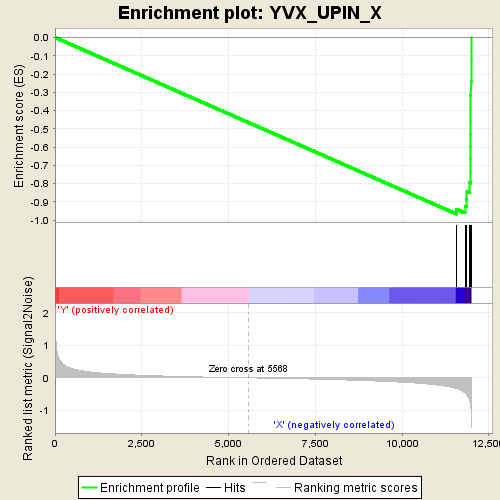 Enrichment plot: YVX_UPIN_X
Enrichment score (ES)
0.0
-0.1
-0.2
-0.3
-0.4
-0.5
-0.6
-0.7
-0.8
-0.9
-1.0
'Y' (positively correlated)
Ranked list metric (Signal2Noise)
2
1
0
-1
Zero cross at 5568
'X' (negatively correlated)
0 2,500 5,000 7,500 10,000 12,500
Rank in Ordered Dataset
Enrichment profile Hits Ranking metric scores